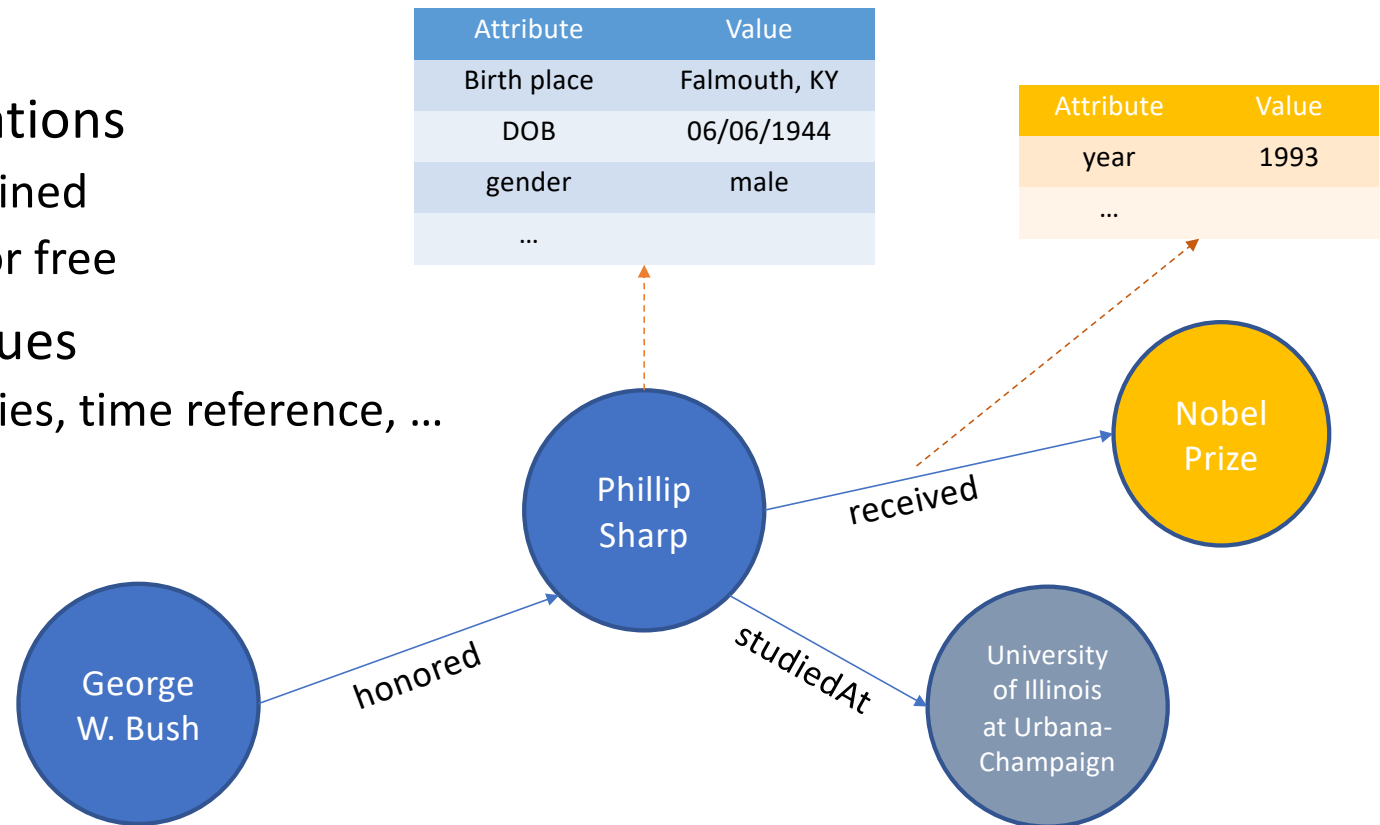 ations
ined
or free
ues
ies, time reference, …
Attribute Value
Birth place Falmouth, KY
DOB 06/06/1944
gender male
…
Attribute Value
year 1993
…
Nobel
Prize
Phillip
Sharp
received
honored
studiedAt
George
W. Bush
University
of Illinois
at Urbana-
Champaign